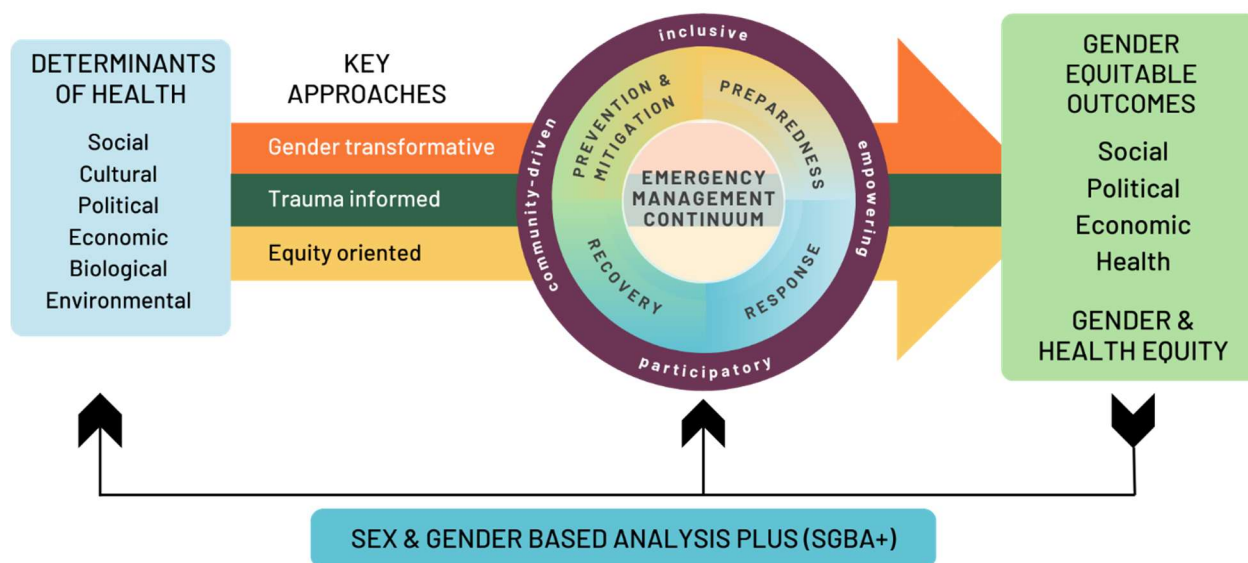 DETERMINANTS
OF HEALTH
Social
Cultural
Political
Economic
Biological
Environmental
KEY
APPROACHES
Gender transformative
Trauma informed
Equity oriented
inclusive
community-driven
empowering
participatory
PREVENTION &
MITIGATION
PREPAREDNESS
RECOVERY
RESPONSE
EMERGENCY
MANAGEMENT
CONTINUUM
GENDER
EQUITABLE
OUTCOMES
Social
Political
Economic
Health
GENDER &
HEALTH EQUITY
SEX & GENDER BASED ANALYSIS PLUS (SGBA+)